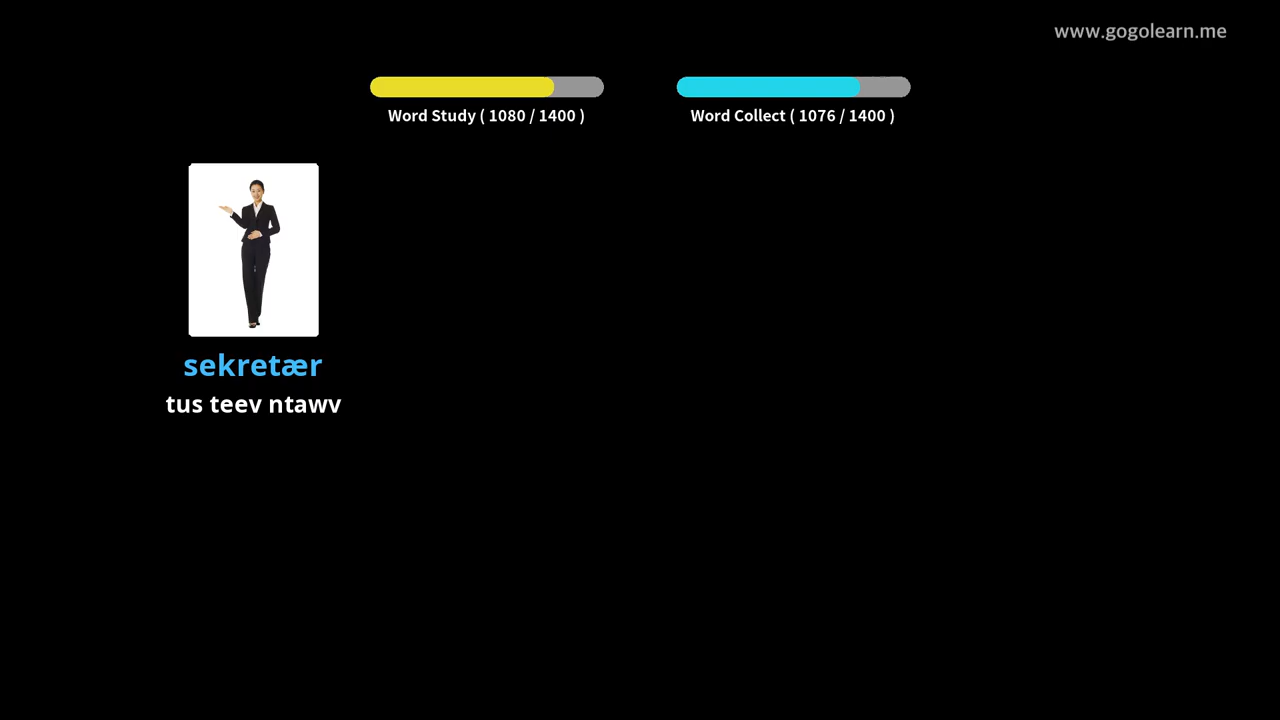 www.gogolearn.me
Word Study ( 1080 / 1400 )
Word Collect ( 1076 / 1400 )
sekretær
tus teev ntawv